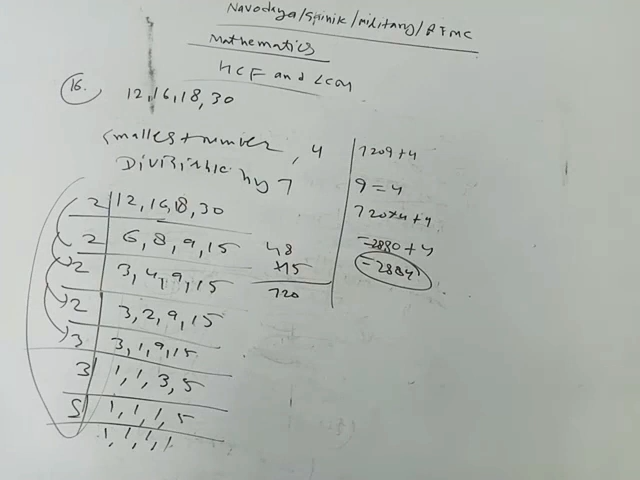 Navodaya/Sainik/military/RIMC
Mathematics
HCF and LCM
16.
12, 16, 18, 30
Smallest number, 4
Divisible by 7
2 | 12, 16, 18, 30
2 | 6, 8, 9, 15
2 | 3, 4, 9, 15
2 | 3, 2, 9, 15
3 | 3, 1, 9, 15
3 | 1, 1, 3, 5
5 | 1, 1, 1, 5
1, 1, 1, 1
48
×15
720
720q+4
q=4
720×4+4
=2880+4
=2884